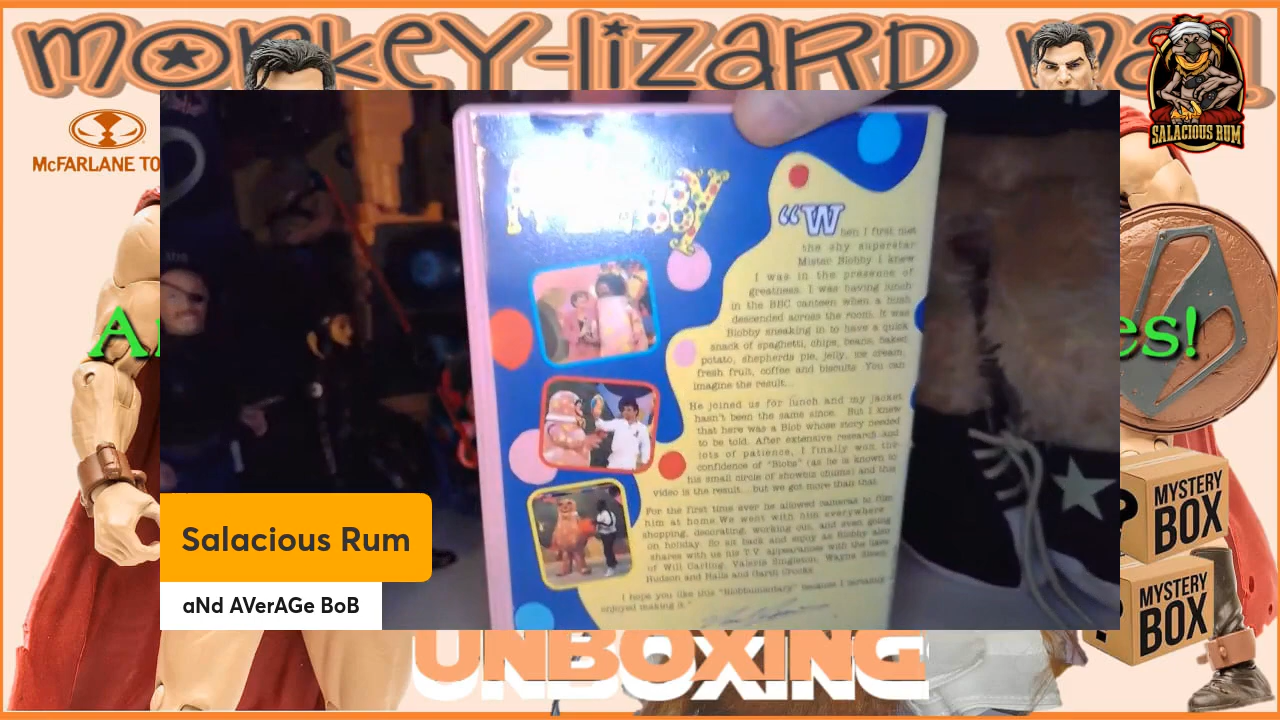 MONKEY-LIZARD Wail
McFARLANE TO
SALACIOUS RUM
"When I first met
the shy superstar
Mister Blobby I knew
I was in the presence of
greatness. I was having lunch
in the BBC canteen when a hush
descended across the room. It was
Blobby sneaking in to have a quick
snack of spaghetti, chips, beans, baked
potato, shepherds pie, jelly, ice cream,
fresh fruit, coffee and biscuits. You can
imagine the result...
He joined us for lunch and my jacket
hasn't been the same since. But I knew
that here was a Blob whose story needed
to be told. After extensive research and
lots of patience, I finally won the
confidence of "Blobs" (as he is known to
his small circle of showbiz chums) and this
video is the result... but we got more than that.
For the first time ever he allowed cameras to film
him at home. We went with him everywhere
shopping, decorating, working out, and even going
on holiday. So sit back and enjoy as Blobby also
shares with us his T.V. appearances with the likes
of Will Carling, Valerie Singleton, Wayne Sleep,
Hudson and Halls and Garth Crooks.
I hope you like this "Blobbumentary" because I certainly
enjoyed making it."
es!
MYSTERY
BOX
MYSTERY
BOX
Salacious Rum
aNd AVerAGe BoB
UNBOXING